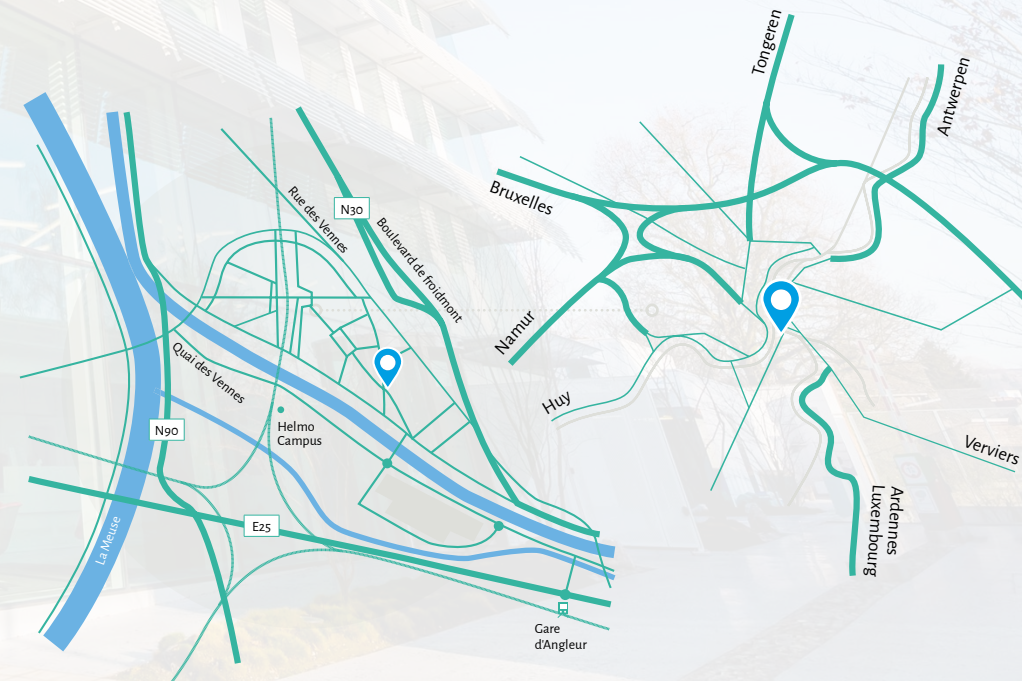 Tongeren
Antwerpen
Bruxelles
Rue des Vennes
N30
Boulevard de froidmont
Namur
Quai des Vennes
Huy
Helmo
Campus
N90
Verviers
E25
La Meuse
Ardennes
Luxembourg
Gare
d'Angleur